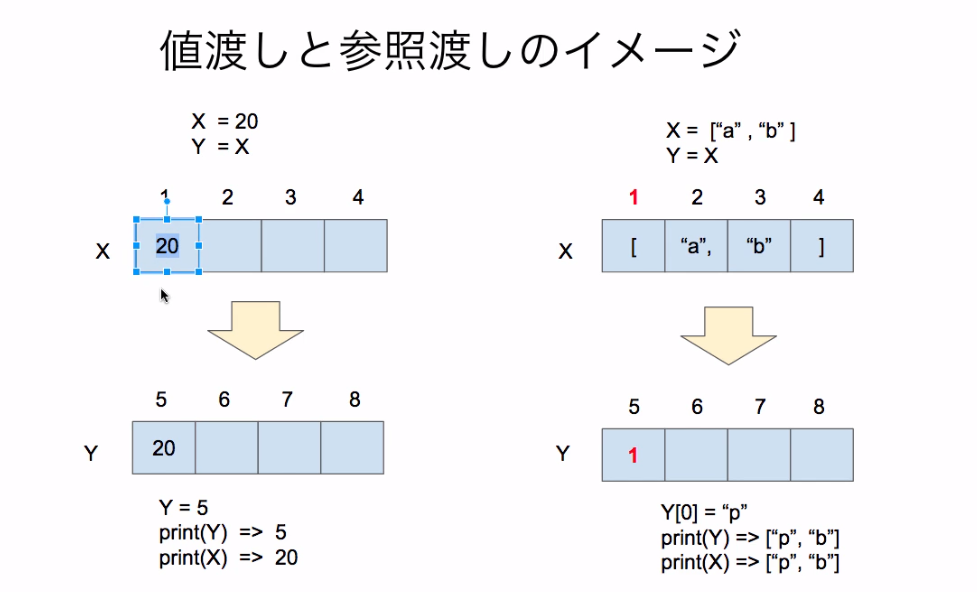 値渡しと参照渡しのイメージ
X = 20
Y = X
1 2 3 4
X 20
5 6 7 8
Y 20
Y = 5
print(Y) => 5
print(X) => 20
X = [“a” , “b” ]
Y = X
1 2 3 4
X [ “a”, “b” ]
5 6 7 8
Y 1
Y[0] = “p”
print(Y) => [“p”, “b”]
print(X) => [“p”, “b”]